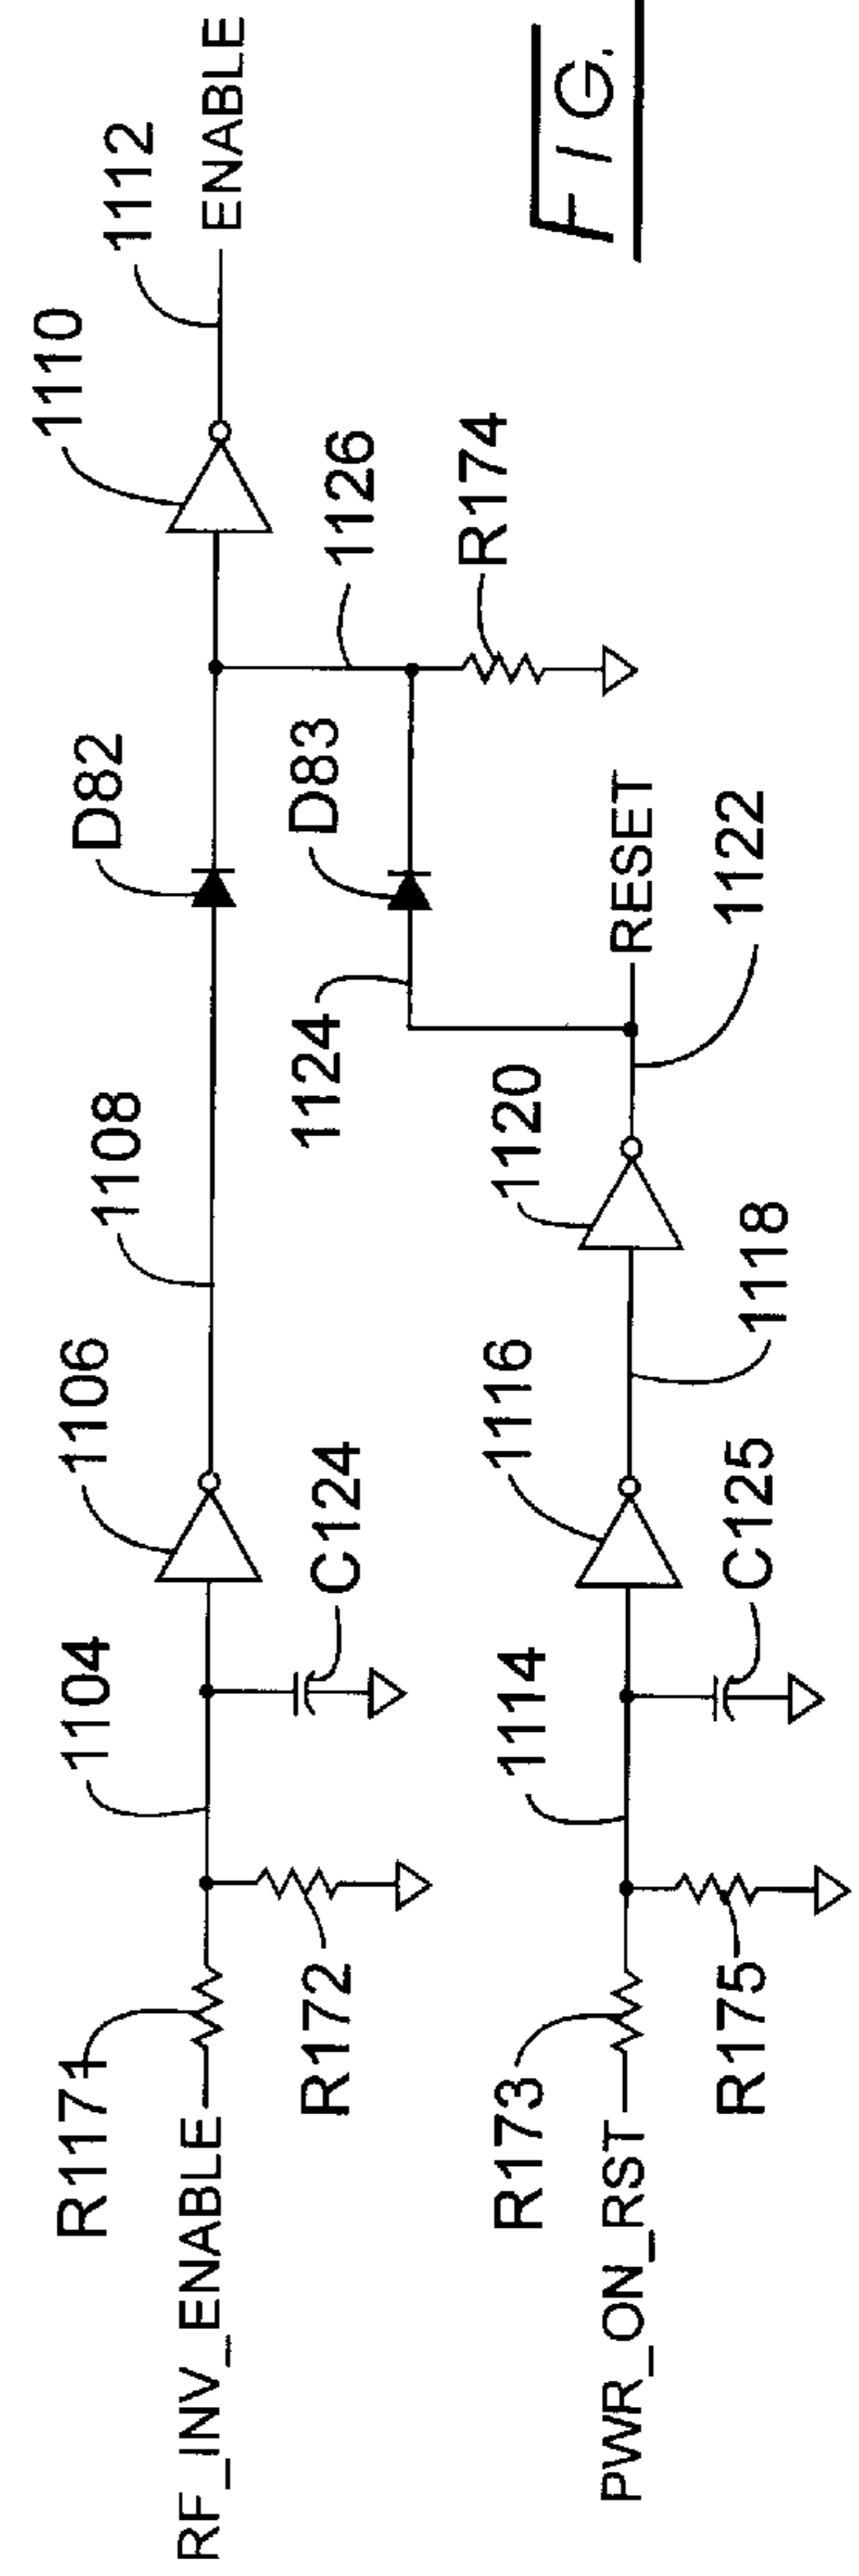 RF_INV_ENABLE
R1171
R172
1104
C124
1106
1108
D82
1110
1112
ENABLE
PWR_ON_RST
R173
R175
1114
C125
1116
1118
1120
1122
RESET
1124
D83
1126
R174
FIG.